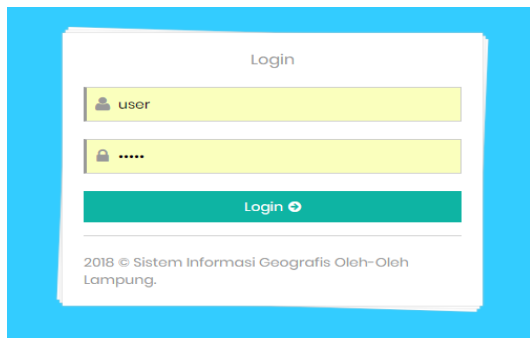 Login
user
•••••
Login
2018 © Sistem Informasi Geografis Oleh-Oleh
Lampung.